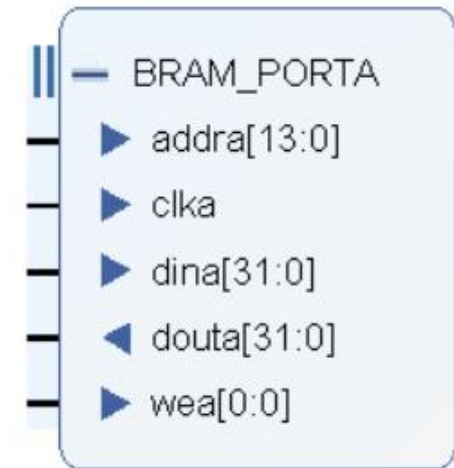 BRAM_PORTA
addra[13:0]
clka
dina[31:0]
douta[31:0]
wea[0:0]